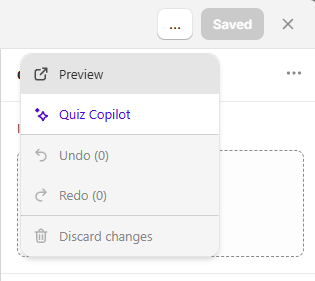 ...
Saved
Preview
Quiz Copilot
Undo (0)
Redo (0)
Discard changes